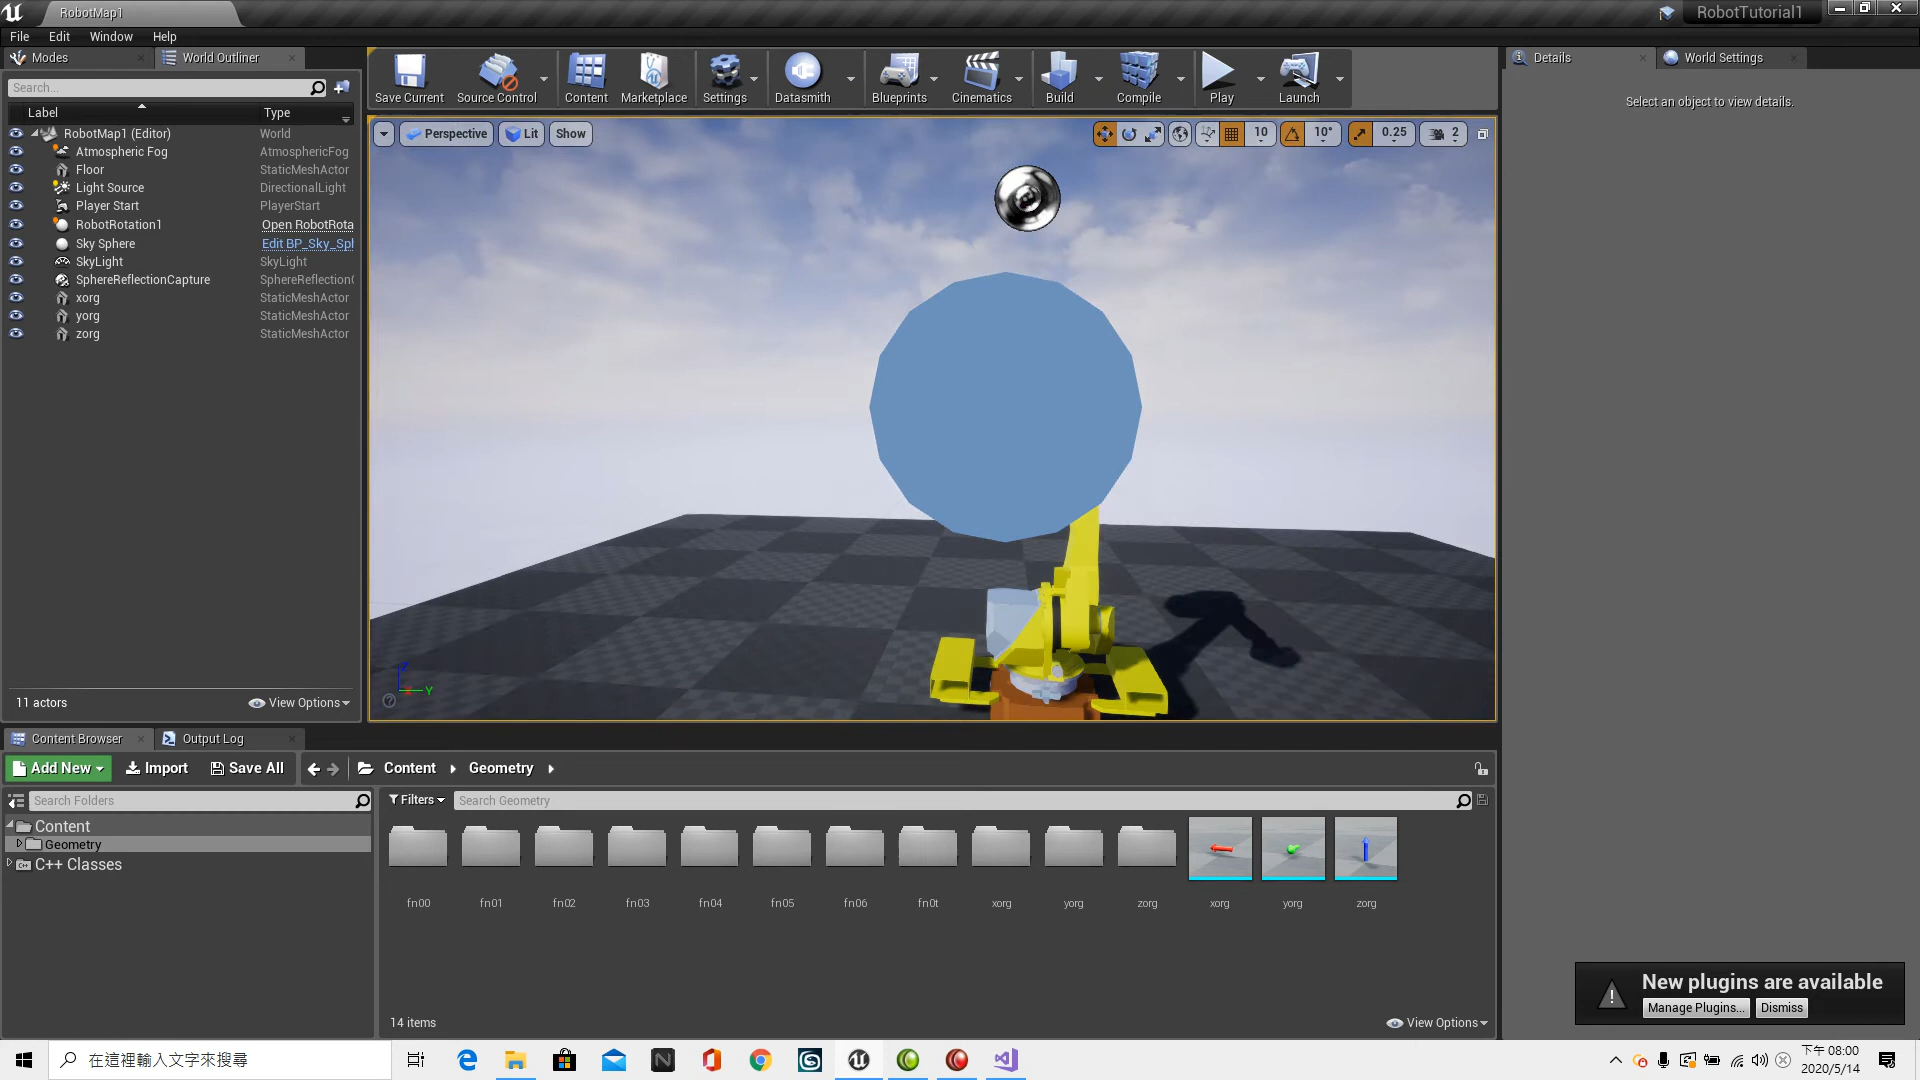 RobotMap1
RobotTutorial1
File Edit Window Help
Modes
World Outliner
Details
World Settings
Search...
Save Current
Source Control
Content
Marketplace
Settings
Datasmith
Blueprints
Cinematics
Build
Compile
Play
Launch
Select an object to view details.
Label Type
RobotMap1 (Editor) World
Atmospheric Fog AtmosphericFog
Floor StaticMeshActor
Light Source DirectionalLight
Player Start PlayerStart
RobotRotation1 Open RobotRota
Sky Sphere Edit BP_Sky_Sph
SkyLight SkyLight
SphereReflectionCapture SphereReflectionC
xorg StaticMeshActor
yorg StaticMeshActor
zorg StaticMeshActor
11 actors
View Options
Perspective
Lit
Show
10
10°
0.25
2
Z
Y
Content Browser
Output Log
Add New
Import
Save All
Content
Geometry
Search Folders
Content
Geometry
C++ Classes
Filters
Search Geometry
fn00
fn01
fn02
fn03
fn04
fn05
fn06
fn0t
xorg
yorg
zorg
xorg
yorg
zorg
14 items
View Options
New plugins are available
Manage Plugins...
Dismiss
在這裡輸入文字來搜尋
下午 08:00
2020/5/14